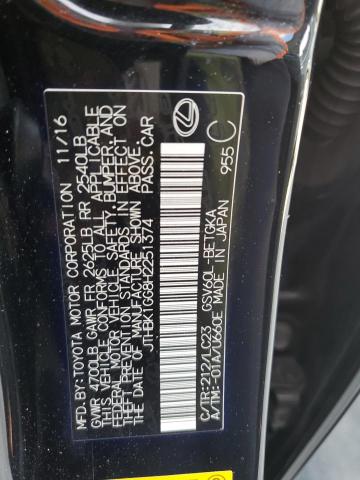 MFD.BY:TOYOTA MOTOR CORPORATION 11/16
GVWR 4700LB GAWR FR 2625LB RR 2540LB
THIS VEHICLE CONFORMS TO ALL APPLICABLE
FEDERAL MOTOR VEHICLE SAFETY, BUMPER, AND
THEFT PREVENTION STANDARDS IN EFFECT ON
THE DATE OF MANUFACTURE SHOWN ABOVE.
JTHBK1GG8H2251374 PASS.CAR
C/TR:212/LC23 GSV60L-BETGKA
A/TM:-01A/U660E MADE IN JAPAN
955 C